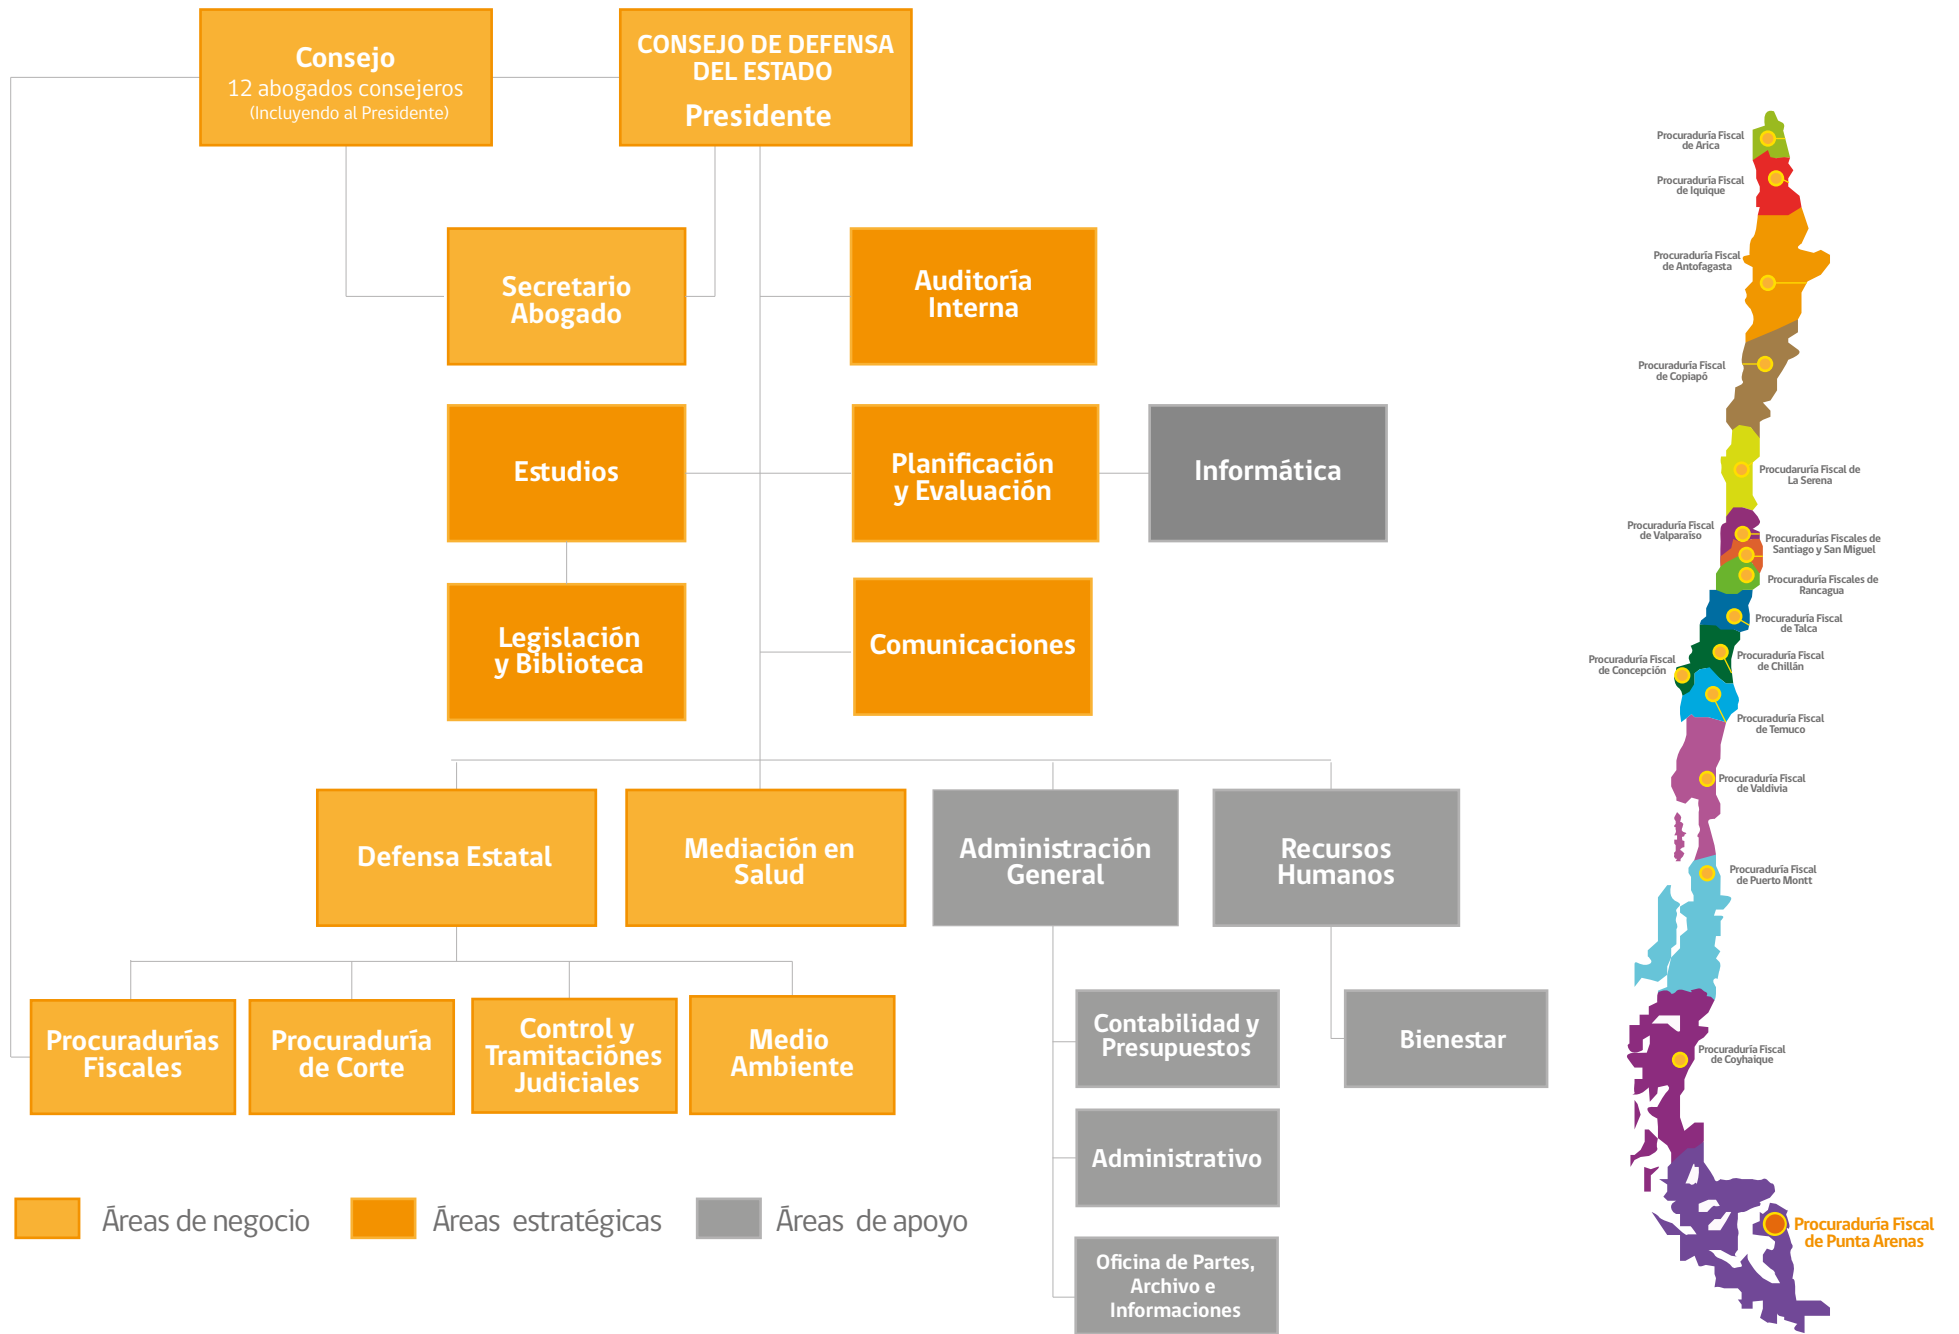 Consejo
12 abogados consejeros
(Incluyendo al Presidente)
CONSEJO DE DEFENSA
DEL ESTADO
Presidente
Secretario
Abogado
Auditoría
Interna
Estudios
Planificación
y Evaluación
Informática
Legislación
y Biblioteca
Comunicaciones
Defensa Estatal
Mediación en
Salud
Administración
General
Recursos
Humanos
Procuradurías
Fiscales
Procuraduría
de Corte
Control y
Tramitaciónes
Judiciales
Medio
Ambiente
Contabilidad y
Presupuestos
Bienestar
Administrativo
Oficina de Partes,
Archivo e
Informaciones
Áreas de negocio
Áreas estratégicas
Áreas de apoyo
Procuraduría Fiscal
de Arica
Procuraduría Fiscal
de Iquique
Procuraduría Fiscal
de Antofagasta
Procuraduría Fiscal
de Copiapó
Procudaruría Fiscal de
La Serena
Procuraduría Fiscal
de Valparaíso
Procuradurías Fiscales de
Santiago y San Miguel
Procuraduría Fiscales de
Rancagua
Procuraduría Fiscal
de Talca
Procuraduría Fiscal
de Chillán
Procuraduría Fiscal
de Concepción
Procuraduría Fiscal
de Temuco
Procuraduría Fiscal
de Valdivia
Procuraduría Fiscal
de Puerto Montt
Procuraduría Fiscal
de Coyhaique
Procuraduría Fiscal
de Punta Arenas